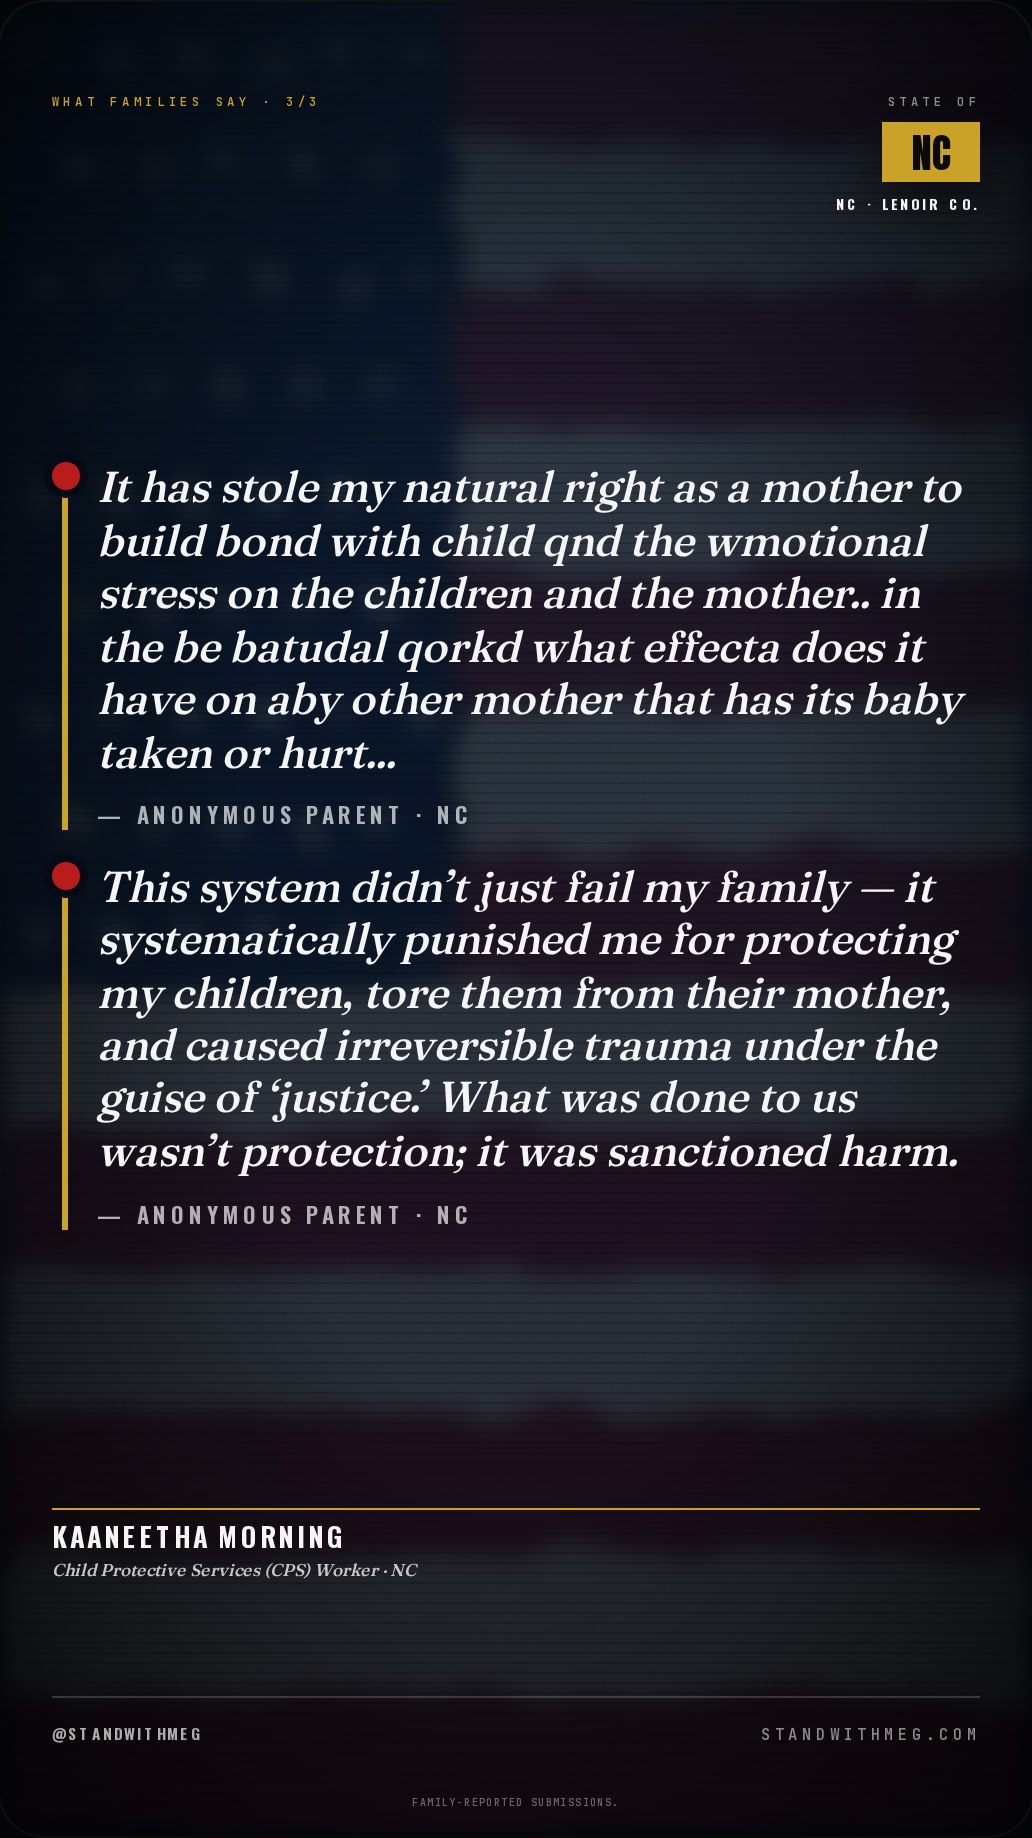 WHAT FAMILIES SAY · 3/3
STATE OF
NC
NC · LENOIR CO.
It has stole my natural right as a mother to
build bond with child qnd the wmotional
stress on the children and the mother.. in
the be batudal qorkd what effecta does it
have on aby other mother that has its baby
taken or hurt...
— ANONYMOUS PARENT · NC
This system didn’t just fail my family — it
systematically punished me for protecting
my children, tore them from their mother,
and caused irreversible trauma under the
guise of ‘justice.’ What was done to us
wasn’t protection; it was sanctioned harm.
— ANONYMOUS PARENT · NC
KAANEETHA MORNING
Child Protective Services (CPS) Worker · NC
@STANDWITHMEG
STANDWITHMEG.COM
FAMILY-REPORTED SUBMISSIONS.